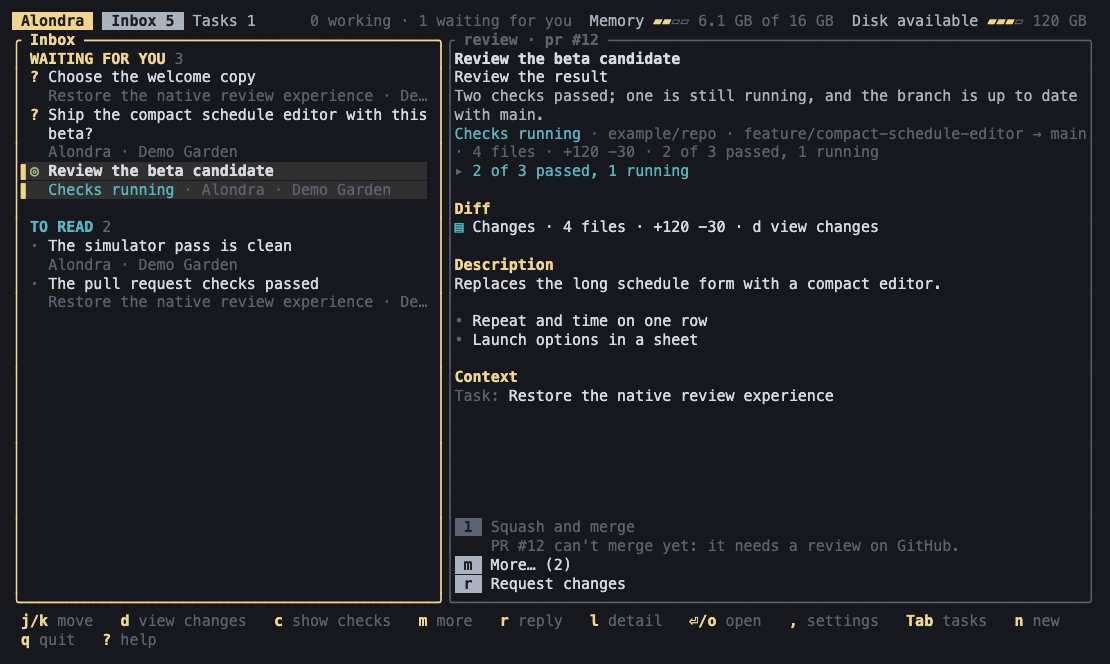 Alondra Inbox 5 Tasks 1 0 working · 1 waiting for you Memory ▰▰▱▱ 6.1 GB of 16 GB Disk available ▰▰▰▱ 120 GB
Inbox
WAITING FOR YOU 3
? Choose the welcome copy
Restore the native review experience · De…
? Ship the compact schedule editor with this
beta?
Alondra · Demo Garden
◎ Review the beta candidate
Checks running · Alondra · Demo Garden
TO READ 2
· The simulator pass is clean
Alondra · Demo Garden
· The pull request checks passed
Restore the native review experience · De…
review · pr #12
Review the beta candidate
Review the result
Two checks passed; one is still running, and the branch is up to date
with main.
Checks running · example/repo · feature/compact-schedule-editor → main
· 4 files · +120 −30 · 2 of 3 passed, 1 running
▸ 2 of 3 passed, 1 running
Diff
▤ Changes · 4 files · +120 −30 · d view changes
Description
Replaces the long schedule form with a compact editor.
• Repeat and time on one row
• Launch options in a sheet
Context
Task: Restore the native review experience
1 Squash and merge
PR #12 can't merge yet: it needs a review on GitHub.
m More… (2)
r Request changes
j/k move d view changes c show checks m more r reply l detail ⏎/o open , settings Tab tasks n new
q quit ? help